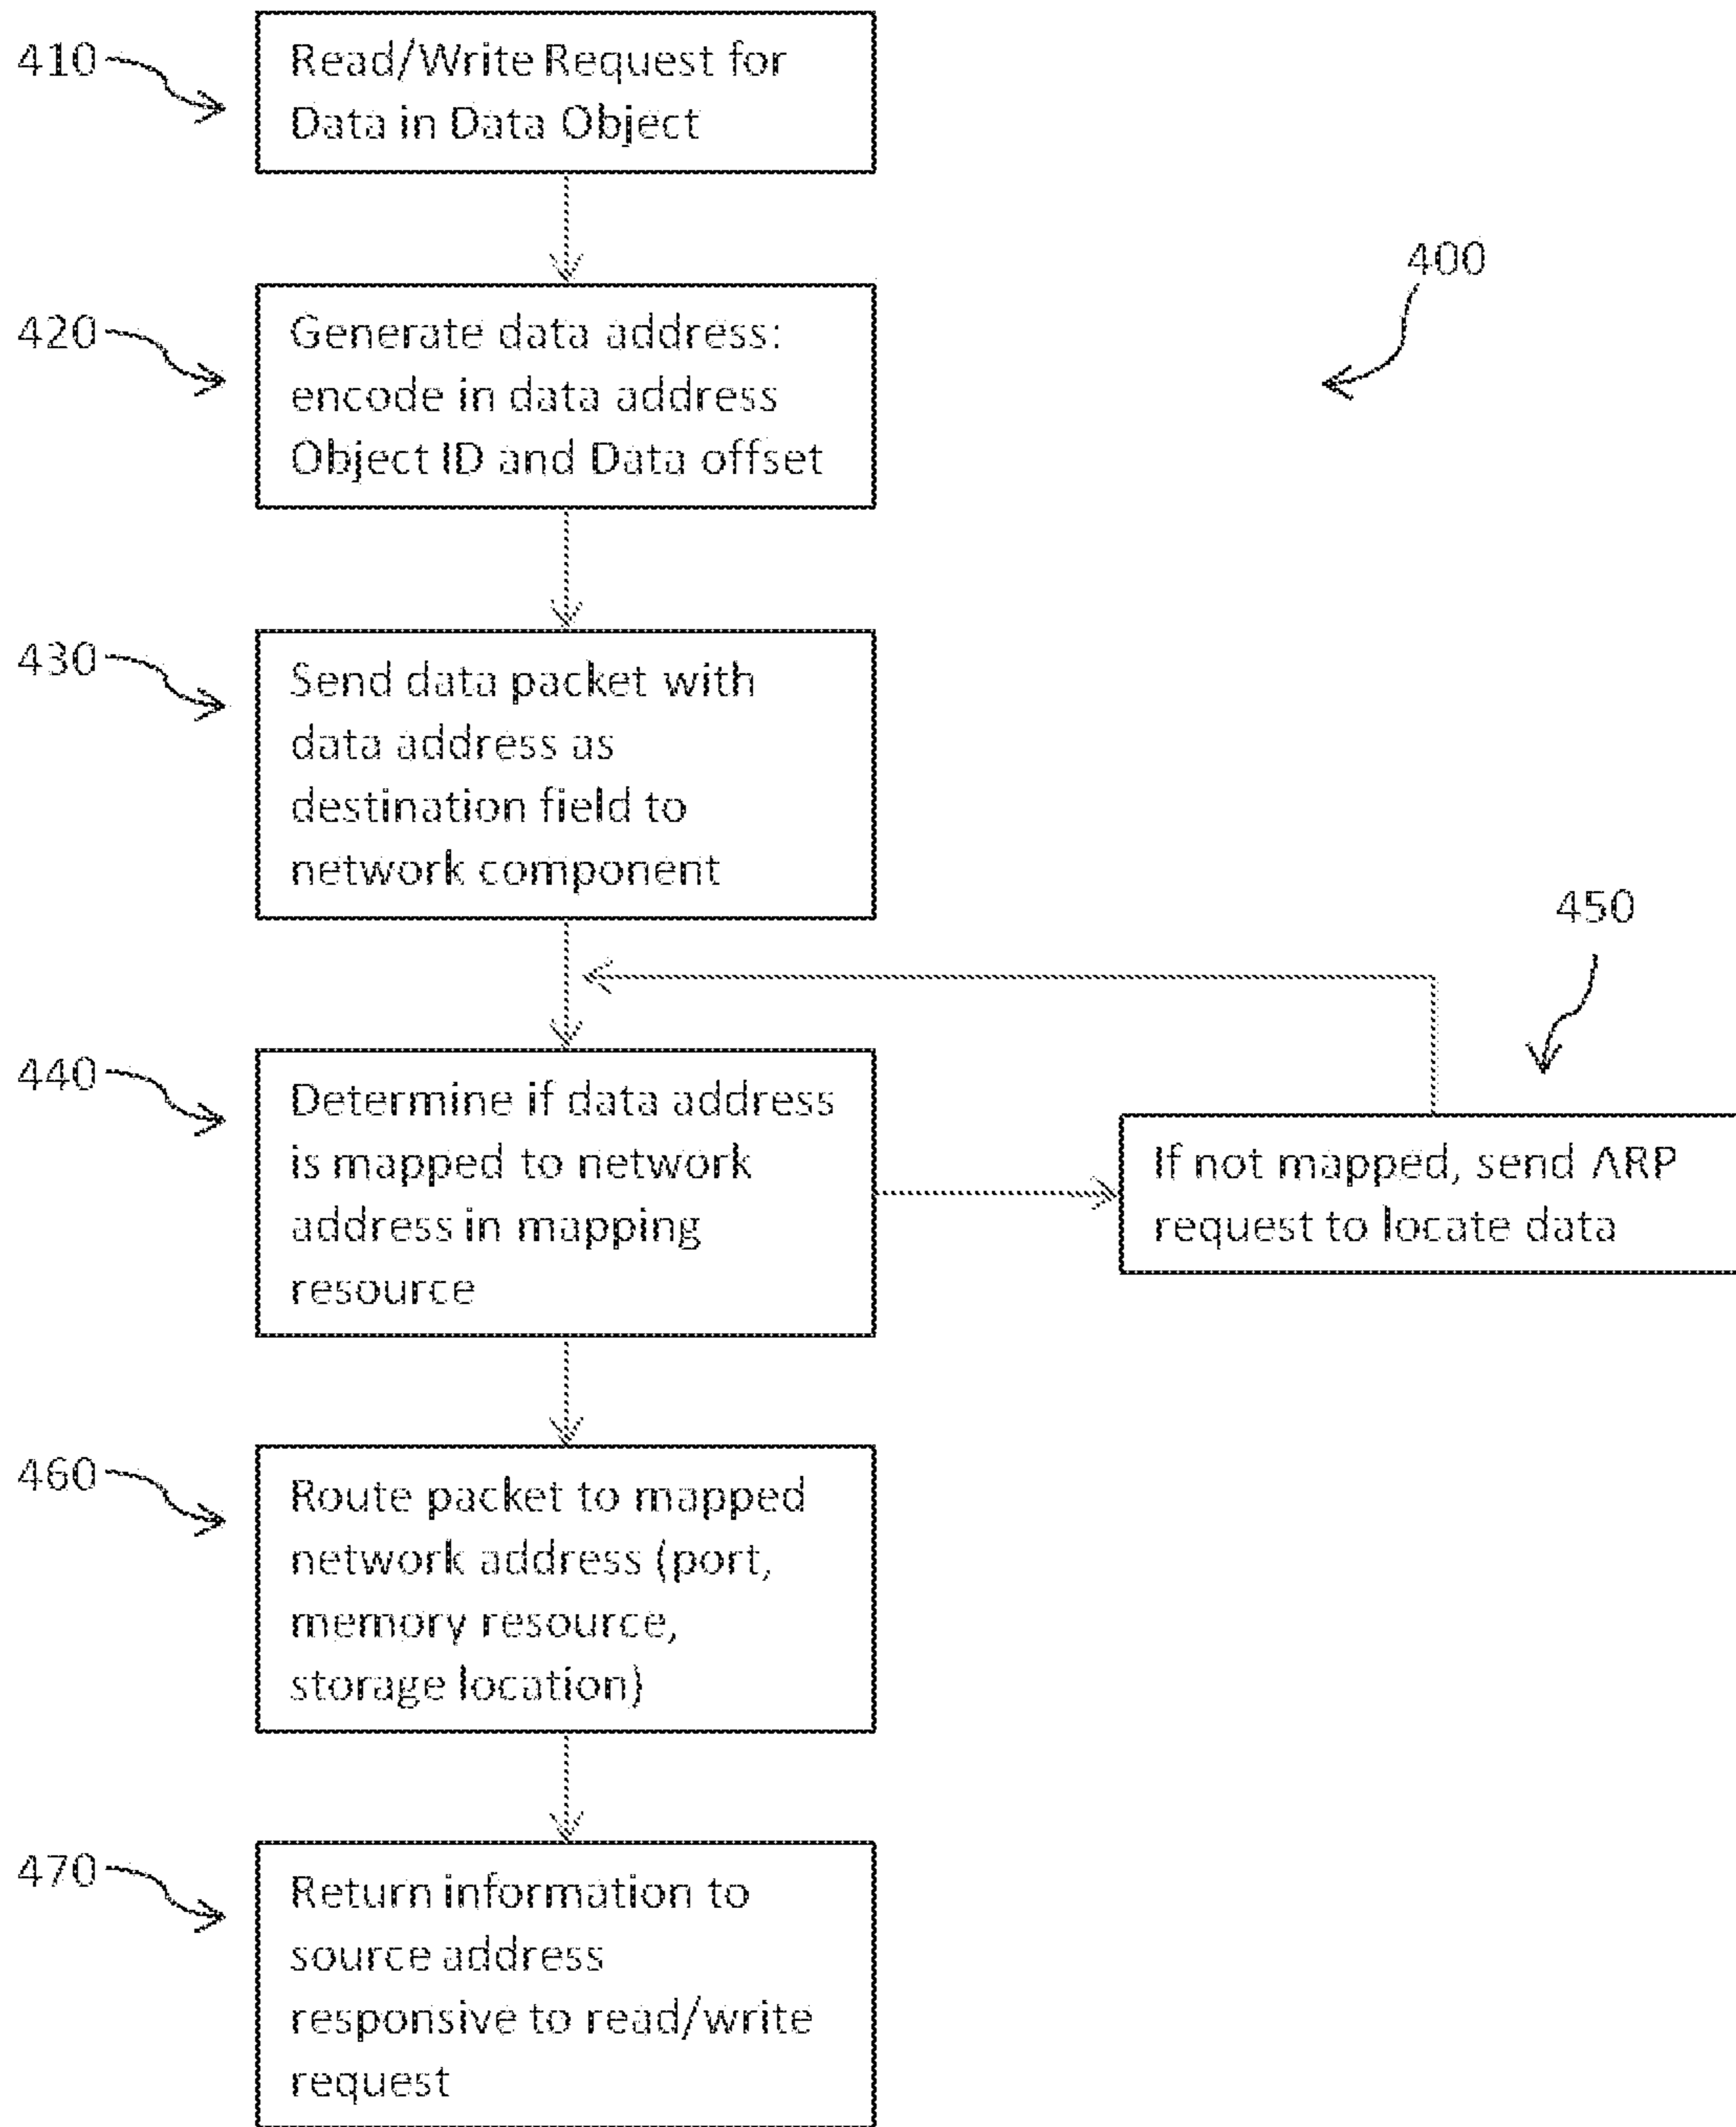 410
Read/Write Request for
Data in Data Object
400
420
Generate data address:
encode in data address
Object ID and Data offset
430
Send data packet with
data address as
destination field to
network component
450
440
Determine if data address
is mapped to network
address in mapping
resource
If not mapped, send ARP
request to locate data
460
Route packet to mapped
network address (port,
memory resource,
storage location)
470
Return information to
source address
responsive to read/write
request